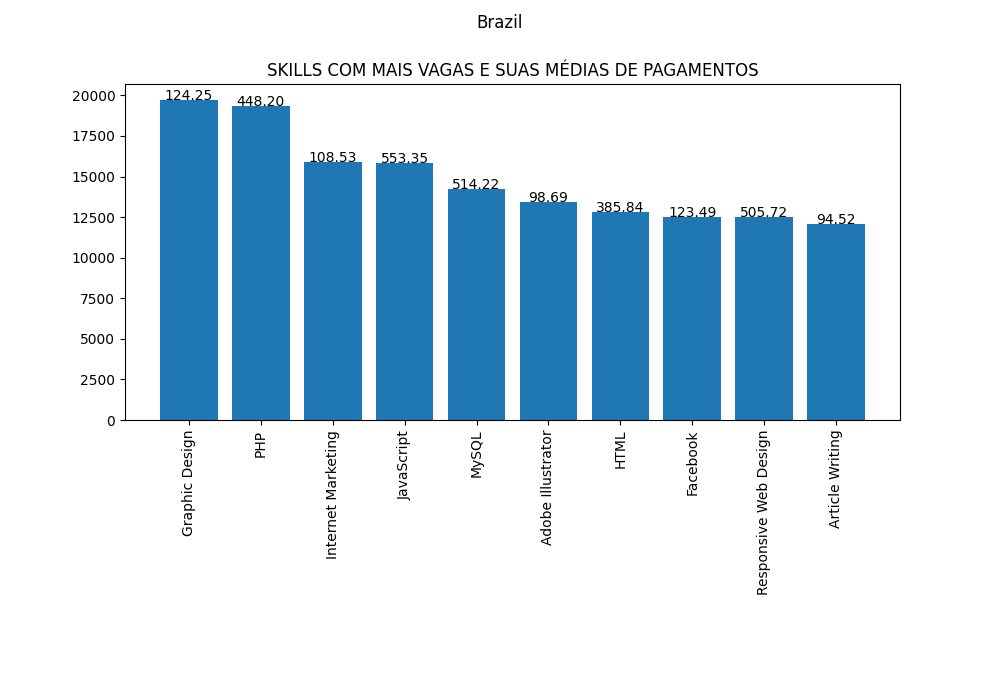 Brazil
SKILLS COM MAIS VAGAS E SUAS MÉDIAS DE PAGAMENTOS
20000
17500
15000
12500
10000
7500
5000
2500
0
124.25
448.20
108.53
553.35
514.22
98.69
385.84
123.49
505.72
94.52
Graphic Design
PHP
Internet Marketing
JavaScript
MySQL
Adobe Illustrator
HTML
Facebook
Responsive Web Design
Article Writing